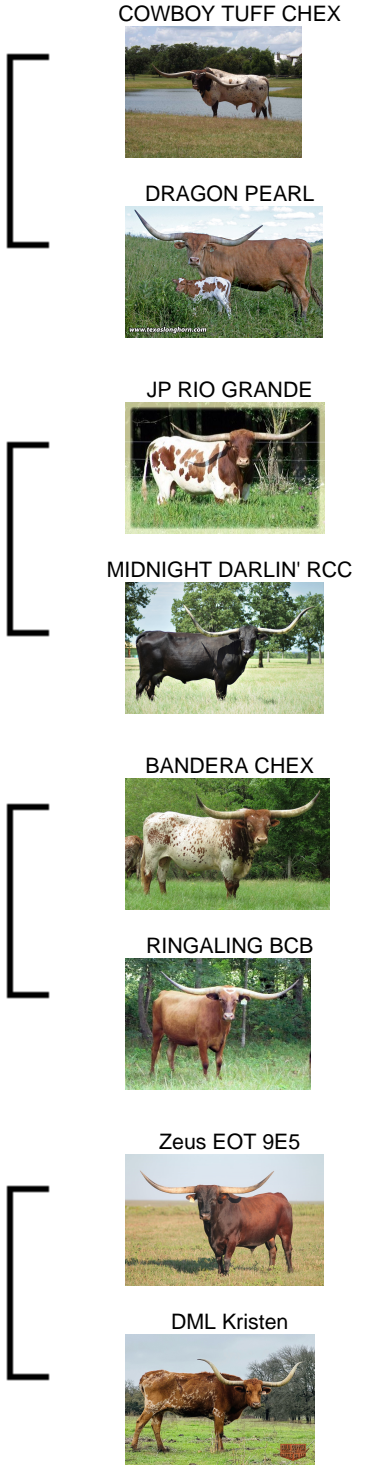 COWBOY TUFF CHEX
DRAGON PEARL
www.texaslonghorn.com
JP RIO GRANDE
MIDNIGHT DARLIN' RCC
BANDERA CHEX
RINGALING BCB
Zeus EOT 9E5
DML Kristen